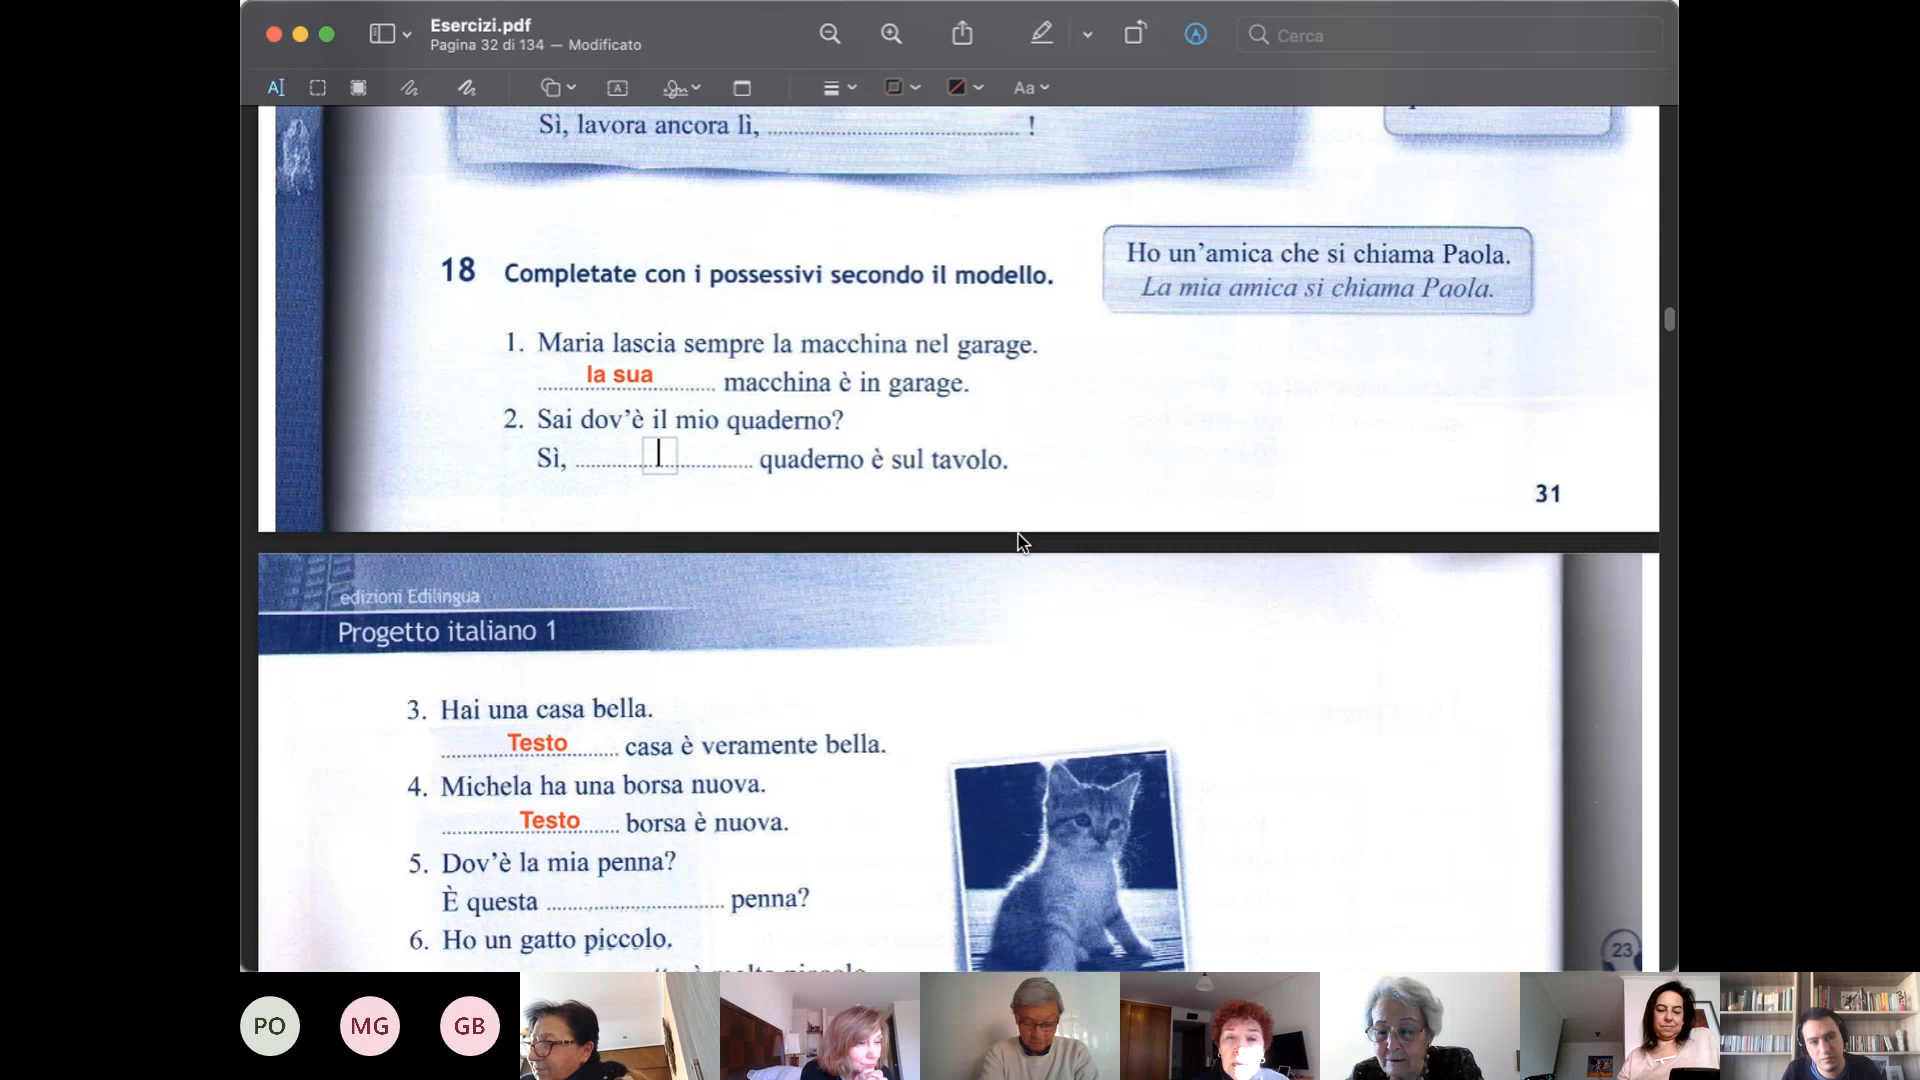 Esercizi.pdf
Pagina 32 di 134 — Modificato
Cerca
Aa
Sì, lavora ancora lì, .......................................... !
18 Completate con i possessivi secondo il modello.
Ho un'amica che si chiama Paola.
La mia amica si chiama Paola.
1. Maria lascia sempre la macchina nel garage.
la sua macchina è in garage.
2. Sai dov'è il mio quaderno?
Sì, .............................. quaderno è sul tavolo.
31
edizioni Edilingua
Progetto italiano 1
3. Hai una casa bella.
Testo casa è veramente bella.
4. Michela ha una borsa nuova.
Testo borsa è nuova.
5. Dov'è la mia penna?
È questa .............................. penna?
6. Ho un gatto piccolo.
23
PO
MG
GB